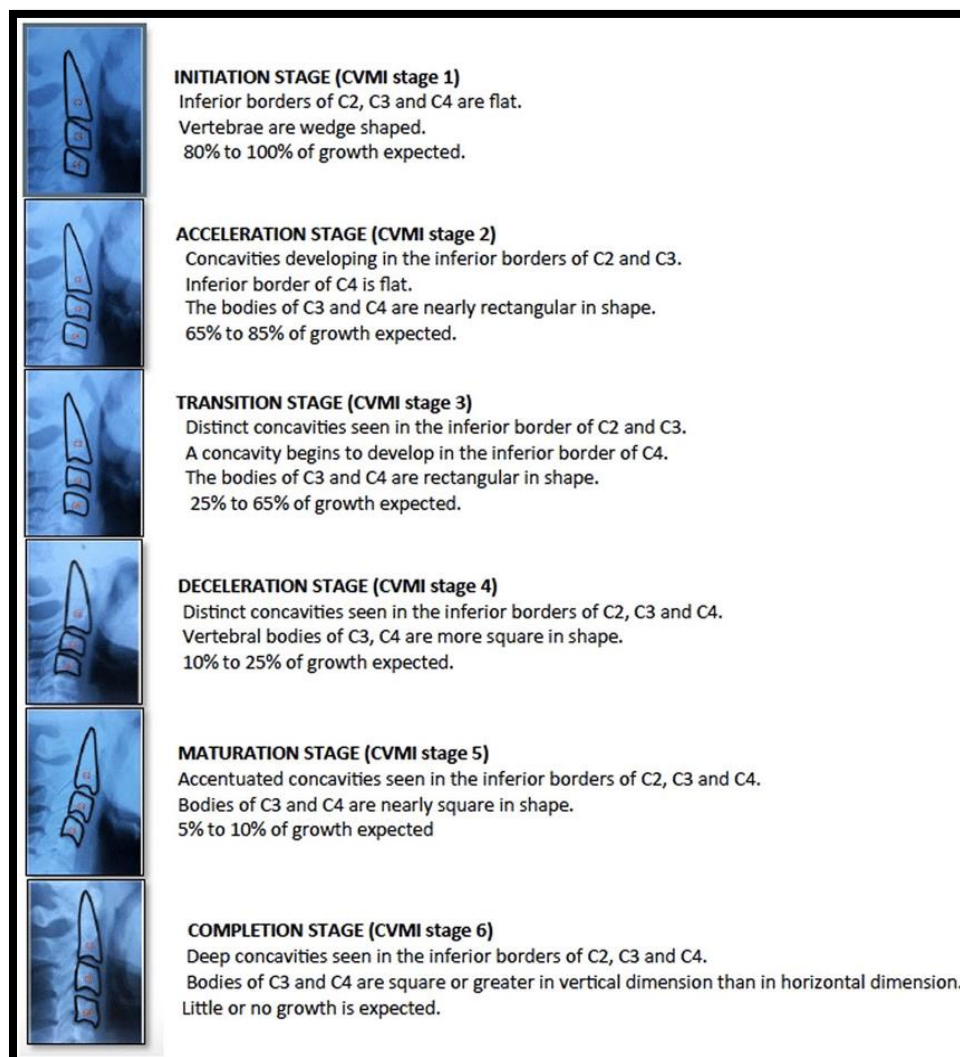 INITIATION STAGE (CVMI stage 1)
Inferior borders of C2, C3 and C4 are flat.
Vertebrae are wedge shaped.
80% to 100% of growth expected.
ACCELERATION STAGE (CVMI stage 2)
Concavities developing in the inferior borders of C2 and C3.
Inferior border of C4 is flat.
The bodies of C3 and C4 are nearly rectangular in shape.
65% to 85% of growth expected.
TRANSITION STAGE (CVMI stage 3)
Distinct concavities seen in the inferior border of C2 and C3.
A concavity begins to develop in the inferior border of C4.
The bodies of C3 and C4 are rectangular in shape.
25% to 65% of growth expected.
DECELERATION STAGE (CVMI stage 4)
Distinct concavities seen in the inferior borders of C2, C3 and C4.
Vertebral bodies of C3, C4 are more square in shape.
10% to 25% of growth expected.
MATURATION STAGE (CVMI stage 5)
Accentuated concavities seen in the inferior borders of C2, C3 and C4.
Bodies of C3 and C4 are nearly square in shape.
5% to 10% of growth expected
COMPLETION STAGE (CVMI stage 6)
Deep concavities seen in the inferior borders of C2, C3 and C4.
Bodies of C3 and C4 are square or greater in vertical dimension than in horizontal dimension.
Little or no growth is expected.